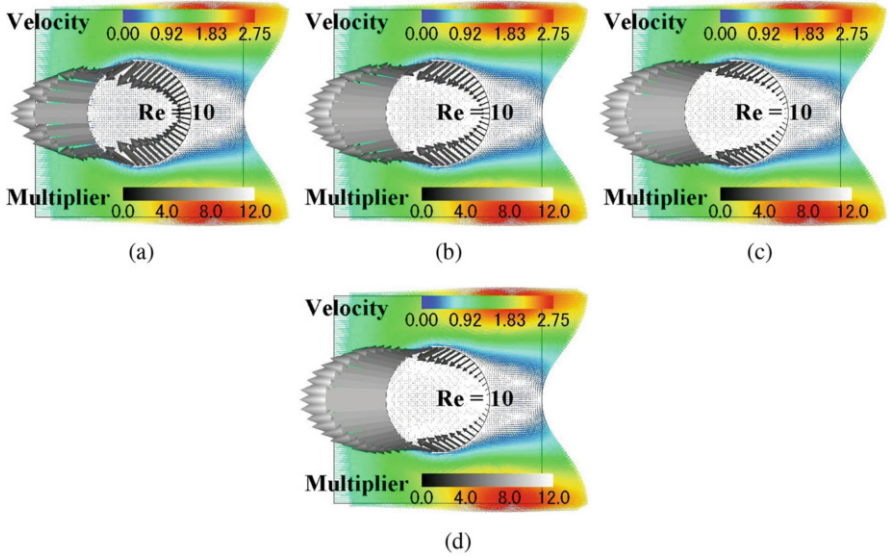 Velocity
0.00 0.92 1.83 2.75
Re = 10
Multiplier
0.0 4.0 8.0 12.0
(a)
Velocity
0.00 0.92 1.83 2.75
Re = 10
Multiplier
0.0 4.0 8.0 12.0
(b)
Velocity
0.00 0.92 1.83 2.75
Re = 10
Multiplier
0.0 4.0 8.0 12.0
(c)
Velocity
0.00 0.92 1.83 2.75
Re = 10
Multiplier
0.0 4.0 8.0 12.0
(d)